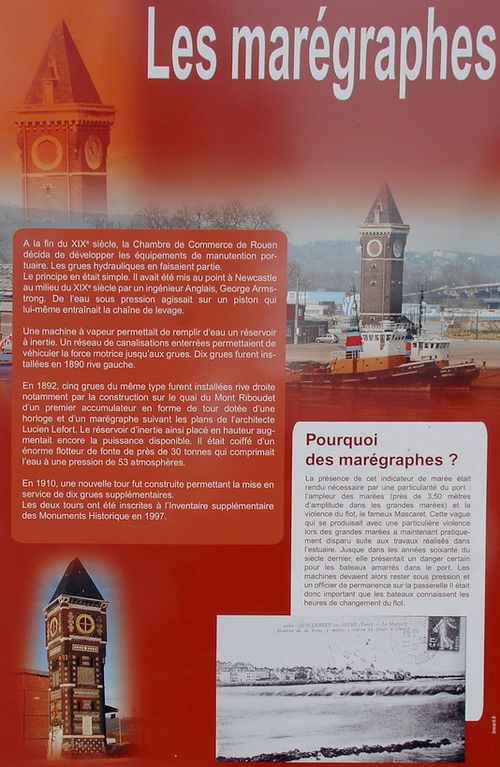 Les marégraphes
A la fin du XIXe siècle, la Chambre de Commerce de Rouen
décida de développer les équipements de manutention por-
tuaire. Les grues hydrauliques en faisaient partie.
Le principe en était simple. Il avait été mis au point à Newcastle
au milieu du XIXe siècle par un ingénieur Anglais, George Arms-
trong. De l'eau sous pression agissait sur un piston qui
lui-même entraînait la chaîne de levage.
Une machine à vapeur permettait de remplir d'eau un réservoir
à inertie. Un réseau de canalisations enterrées permettaient de
véhiculer la force motrice jusqu'aux grues. Dix grues furent ins-
tallées en 1890 rive gauche.
En 1892, cinq grues du même type furent installées rive droite
notamment par la construction sur le quai du Mont Riboudet
d'un premier accumulateur en forme de tour dotée d'une
horloge et d'un marégraphe suivant les plans de l'architecte
Lucien Lefort. Le réservoir d'inertie ainsi placé en hauteur aug-
mentait encore la puissance disponible. Il était coiffé d'un
énorme flotteur de fonte de près de 30 tonnes qui comprimait
l'eau à une pression de 53 atmosphères.
En 1910, une nouvelle tour fut construite permettant la mise en
service de dix grues supplémentaires.
Les deux tours ont été inscrites à l'Inventaire supplémentaire
des Monuments Historique en 1997.
Pourquoi
des marégraphes ?
La présence de cet indicateur de marée était
rendu nécessaire par une particularité du port :
l'ampleur des marées (près de 3,50 mètres
d'amplitude dans les grandes marées) et la
violence du flot, le fameux Mascaret. Cette vague
qui se produisait avec une particulière violence
lors des grandes marées a maintenant pratique-
ment disparu suite aux travaux réalisés dans
l'estuaire. Jusque dans les années soixante du
siècle dernier, elle présentait un danger certain
pour les bateaux amarrés dans le port. Les
machines devaient alors rester sous pression et
un officier de permanence sur la passerelle Il était
donc important que les bateaux connaissent les
heures de changement du flot.
QUILLEBEUF-sur-SEINE (Eure) - Le Mascaret